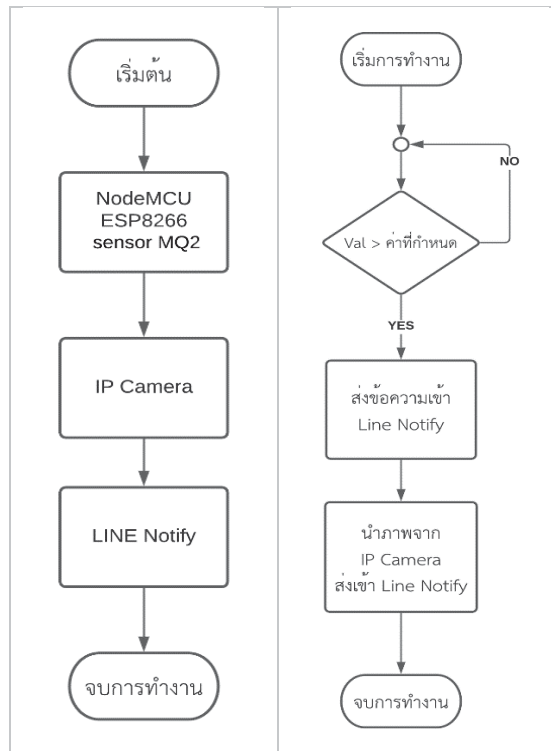 เริ่มต้น
NodeMCU
ESP8266
sensor MQ2
IP Camera
LINE Notify
จบการทำงาน
เริ่มการทำงาน
NO
Val > ค่าที่กำหนด
YES
ส่งข้อความเข้า
Line Notify
นำภาพจาก
IP Camera
ส่งเข้า Line Notify
จบการทำงาน